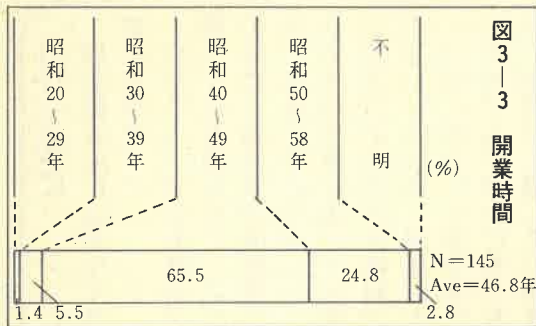 図3―3 開業時間
昭和20~29年
昭和30~39年
昭和40~49年
昭和50~58年
不明
(%)
65.5
24.8
N=145
Ave=46.8年
1.4
5.5
2.8